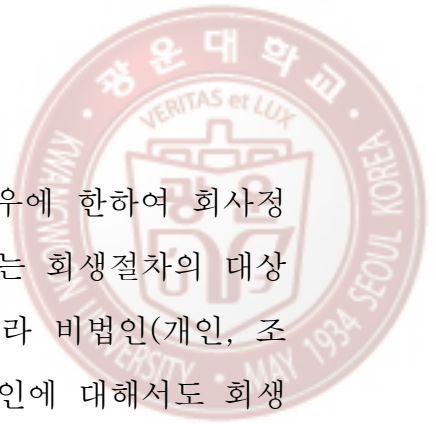 광운대학교
VERITAS et LUX
KWANGWOON UNIVERSITY • MAY 1934 SEOUL KOREA
우에 한하여 회사정
는 회생절차의 대상
라 비법인(개인, 조
인에 대해서도 회생